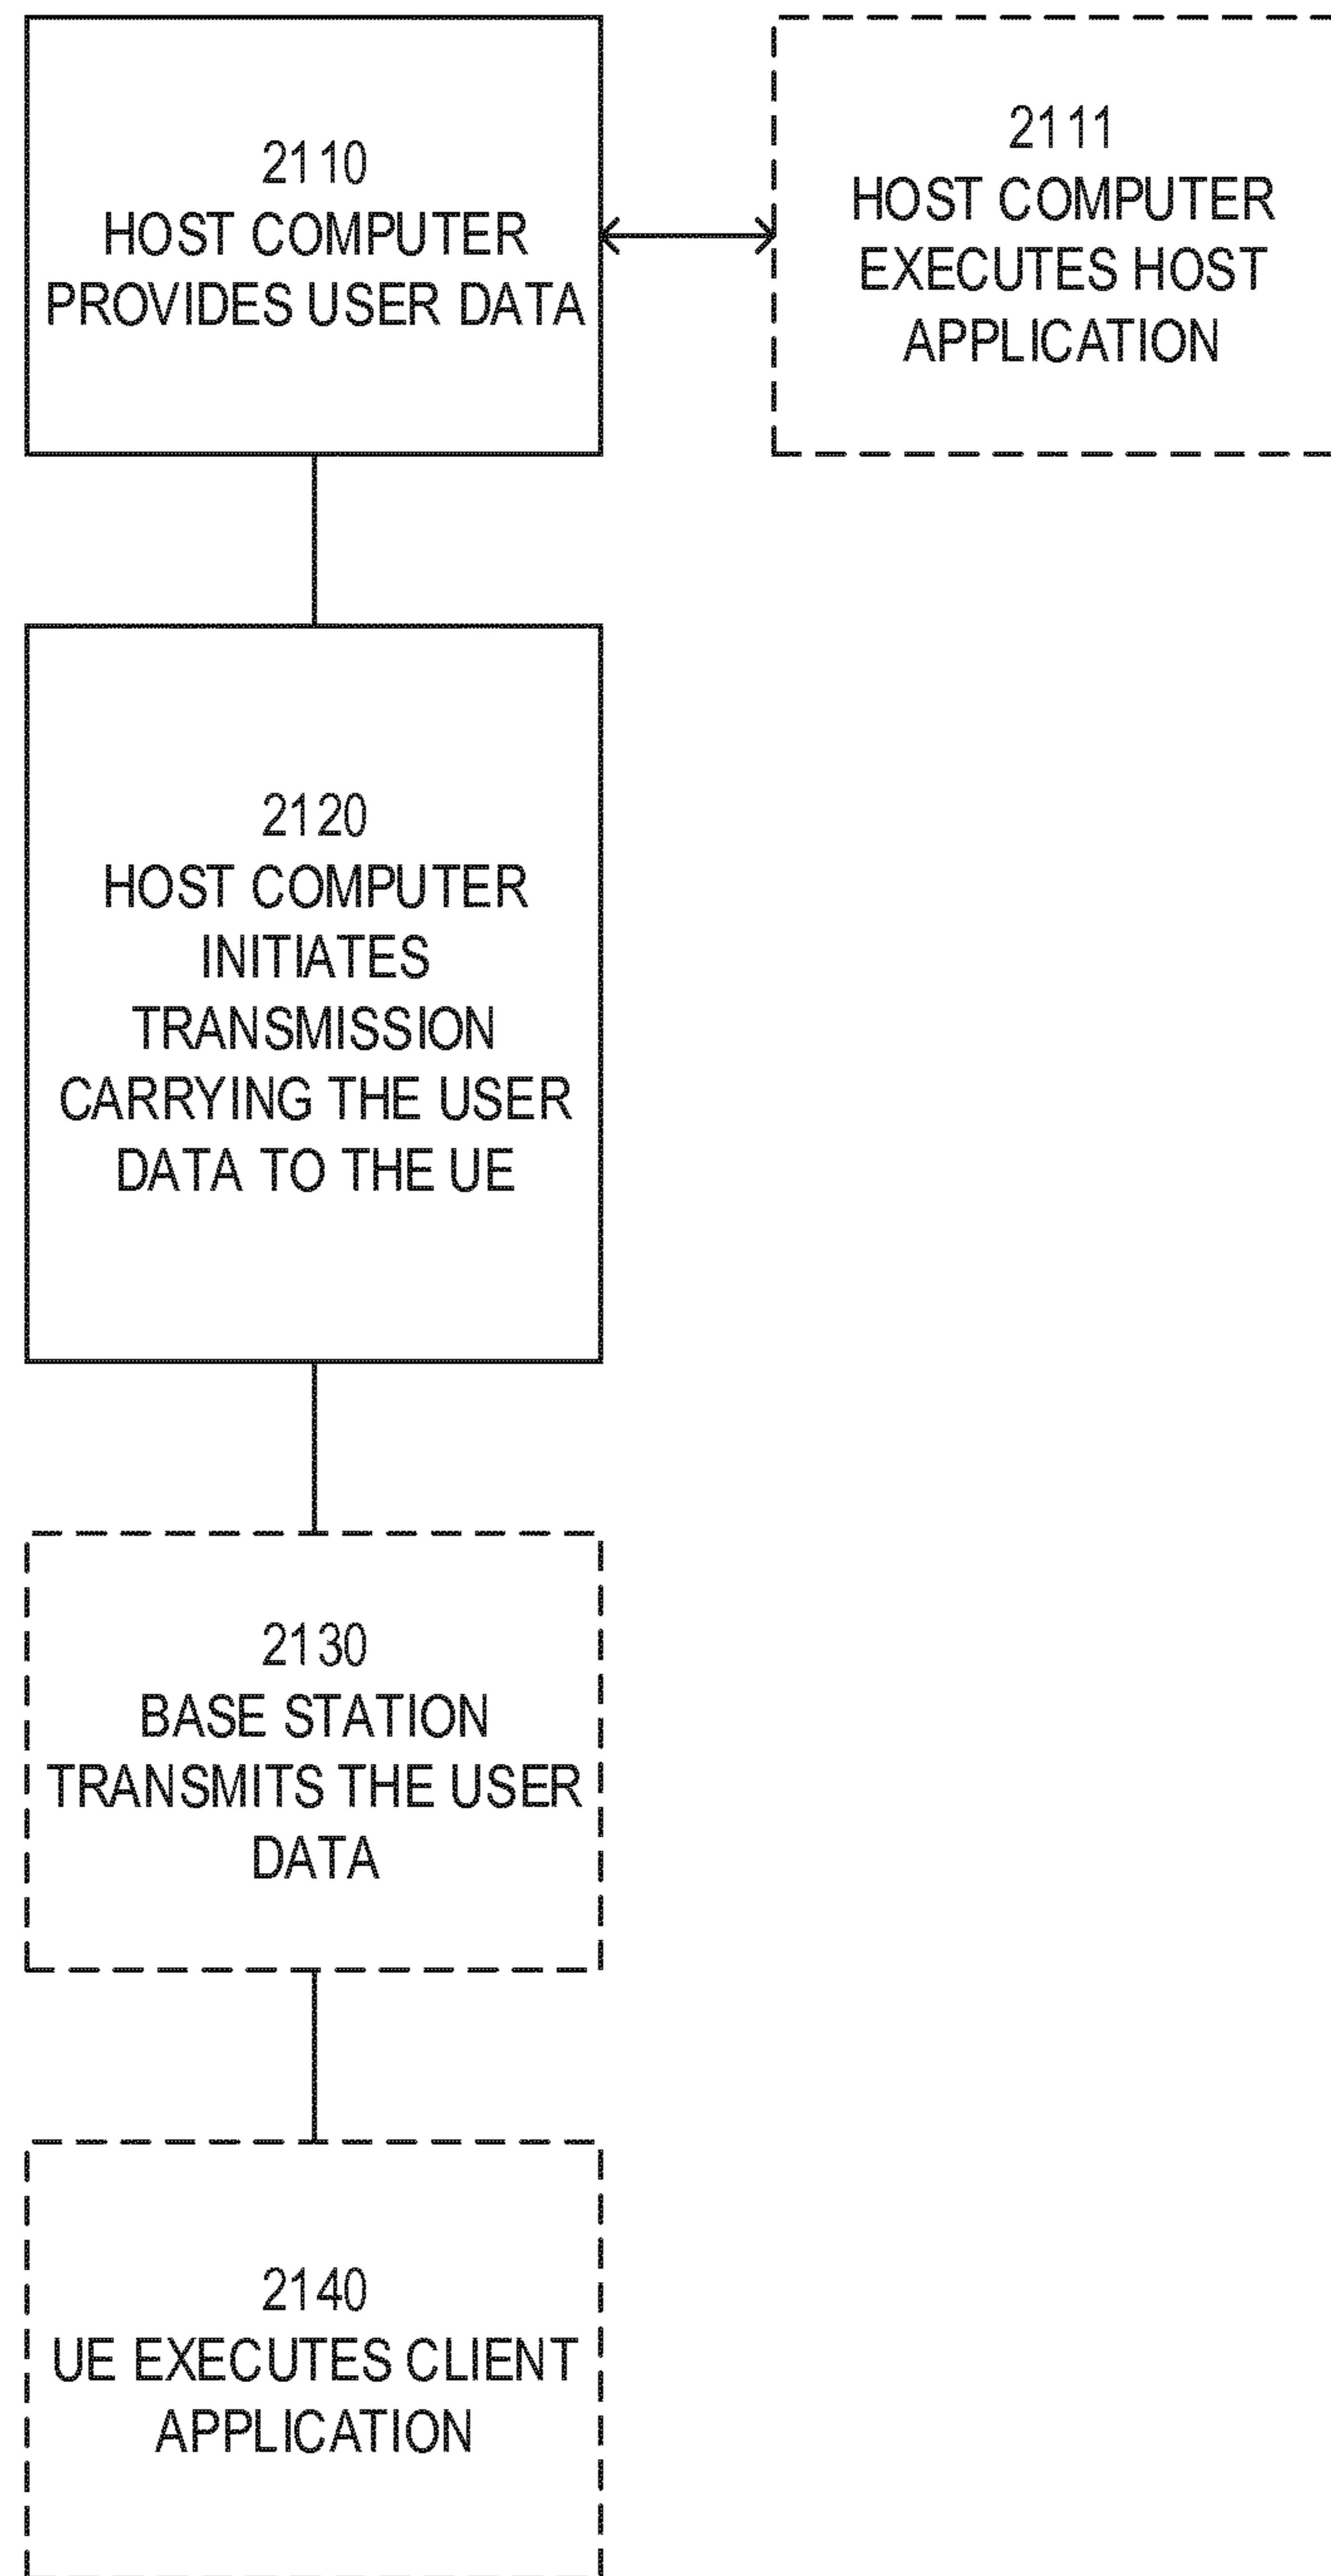 2110
HOST COMPUTER
PROVIDES USER DATA
2111
HOST COMPUTER
EXECUTES HOST
APPLICATION
2120
HOST COMPUTER
INITIATES
TRANSMISSION
CARRYING THE USER
DATA TO THE UE
2130
BASE STATION
TRANSMITS THE USER
DATA
2140
UE EXECUTES CLIENT
APPLICATION